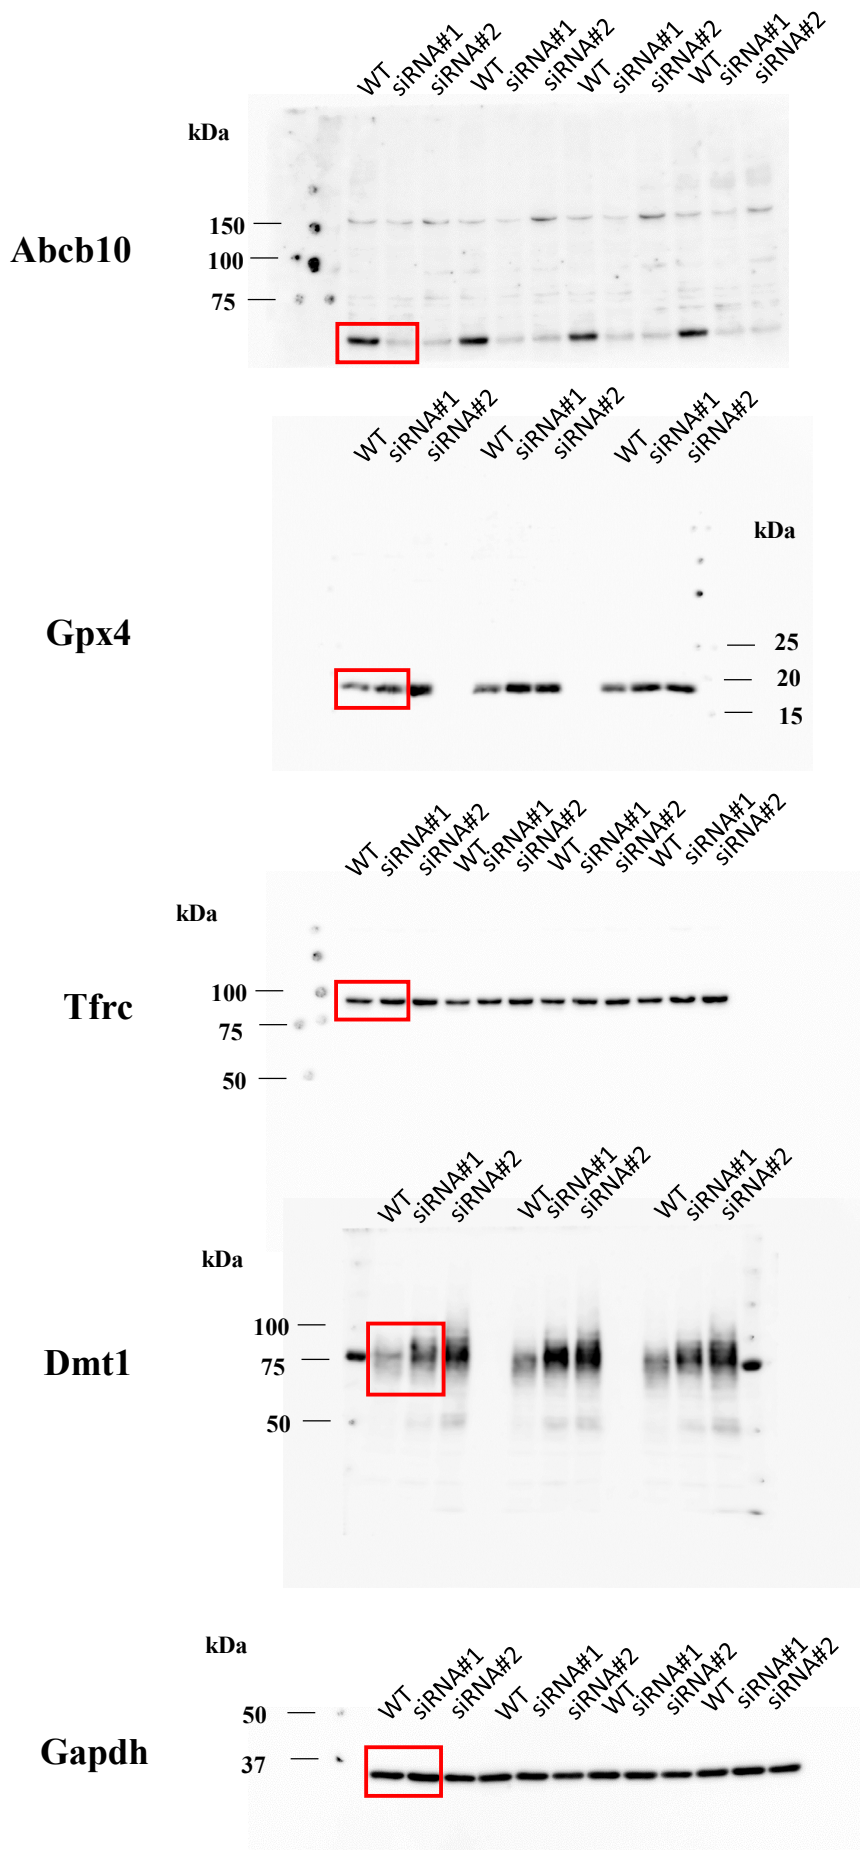 WT siRNA#1 siRNA#2 WT siRNA#1 siRNA#2 WT siRNA#1 siRNA#2 WT siRNA#1 siRNA#2
kDa
Abcb10
150
100
75
WT siRNA#1 siRNA#2 WT siRNA#1 siRNA#2 WT siRNA#1 siRNA#2
kDa
Gpx4
25
20
15
WT siRNA#1 siRNA#2 WT siRNA#1 siRNA#2 WT siRNA#1 siRNA#2 WT siRNA#1 siRNA#2
kDa
Tfrc
100
75
50
WT siRNA#1 siRNA#2 WT siRNA#1 siRNA#2 WT siRNA#1 siRNA#2
kDa
Dmt1
100
75
50
WT siRNA#1 siRNA#2 WT siRNA#1 siRNA#2 WT siRNA#1 siRNA#2 WT siRNA#1 siRNA#2
kDa
Gapdh
50
37